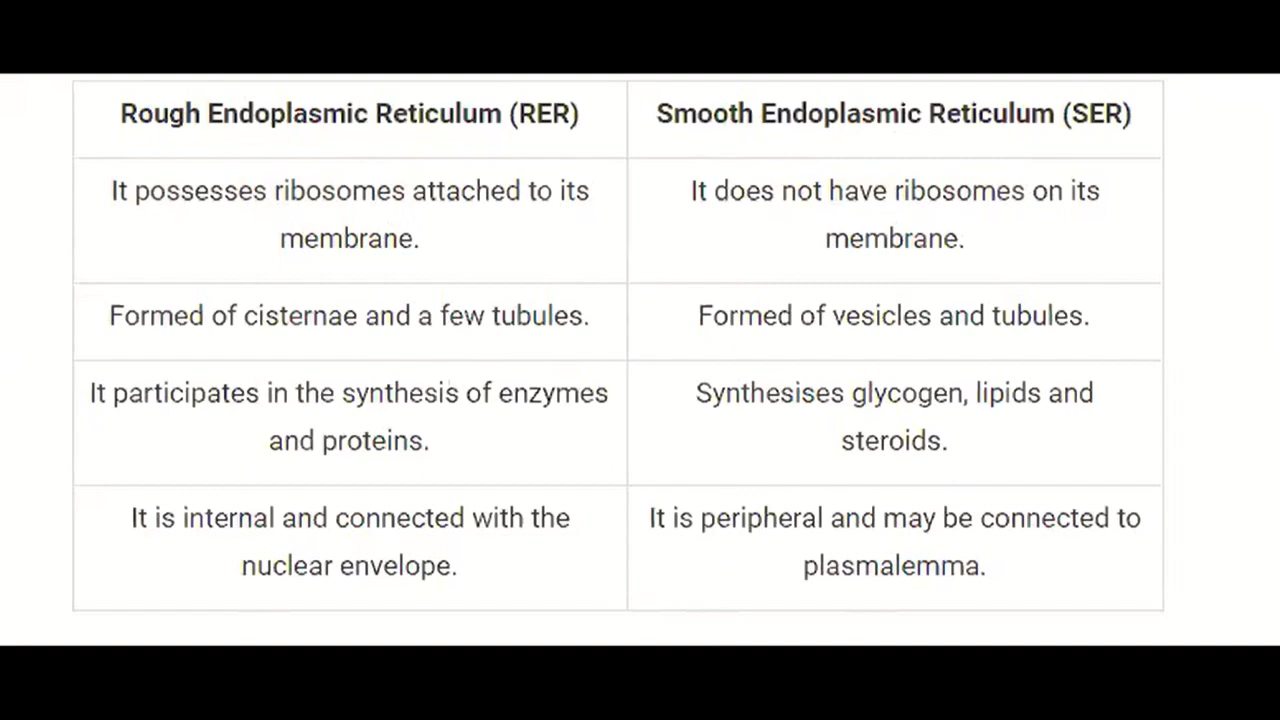 Rough Endoplasmic Reticulum (RER)
Smooth Endoplasmic Reticulum (SER)
It possesses ribosomes attached to its
membrane.
It does not have ribosomes on its
membrane.
Formed of cisternae and a few tubules.
Formed of vesicles and tubules.
It participates in the synthesis of enzymes
and proteins.
Synthesises glycogen, lipids and
steroids.
It is internal and connected with the
nuclear envelope.
It is peripheral and may be connected to
plasmalemma.